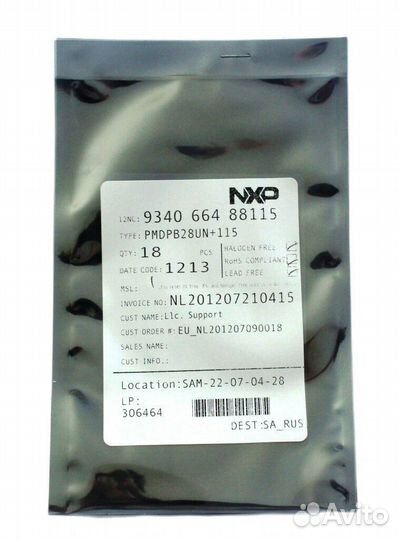 NXP
12NC: 9340 664 88115
TYPE: PMDPB28UN+115
QTY: 18 PCS
HALOGEN FREE
DATE CODE: 1213
RoHS COMPLIANT
LEAD FREE
MSL:
INVOICE NO: NL201207210415
CUST NAME: Llc. Support
CUST ORDER #: EU_NL201207090018
SALES NAME:
CUST INFO.:
Location:SAM-22-07-04-28
LP:
306464
DEST:SA_RUS
Avito